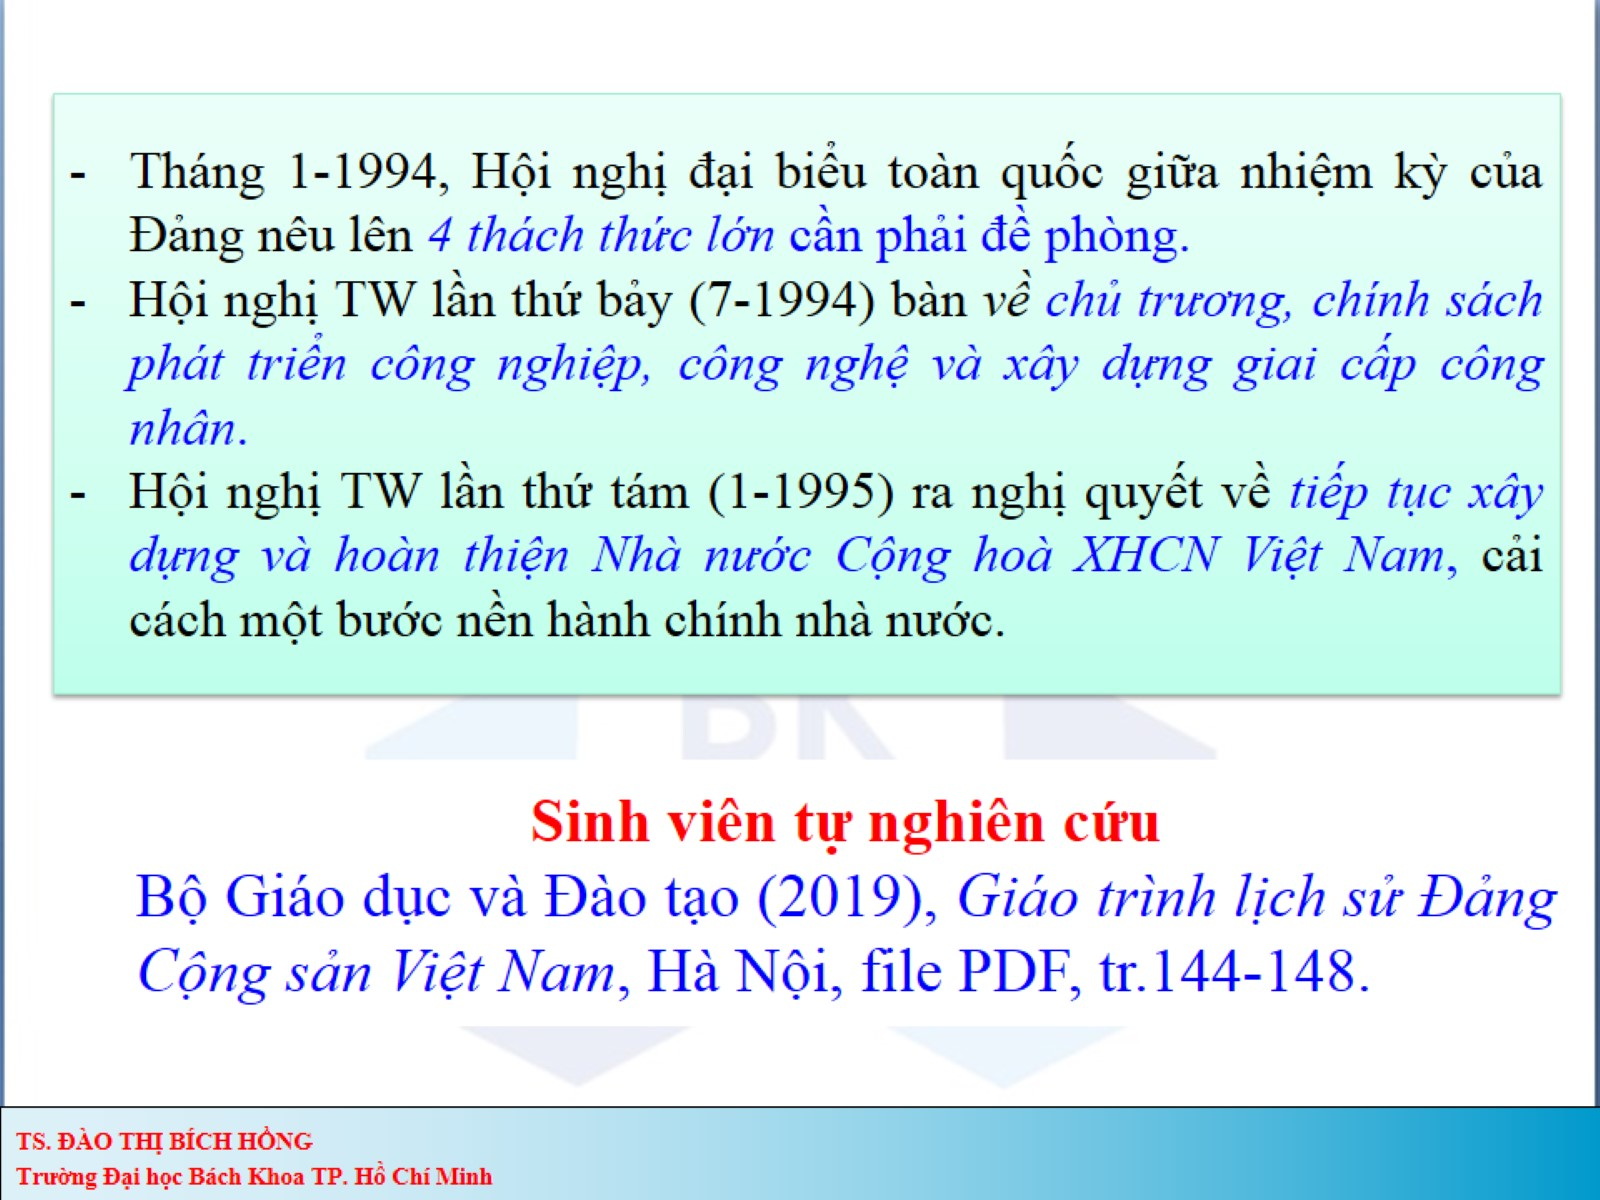 - Tháng 1-1994, Hội nghị đại biểu toàn quốc giữa nhiệm kỳ của
Đảng nêu lên 4 thách thức lớn cần phải đề phòng.
- Hội nghị TW lần thứ bảy (7-1994) bàn về chủ trương, chính sách
phát triển công nghiệp, công nghệ và xây dựng giai cấp công
nhân.
- Hội nghị TW lần thứ tám (1-1995) ra nghị quyết về tiếp tục xây
dựng và hoàn thiện Nhà nước Cộng hoà XHCN Việt Nam, cải
cách một bước nền hành chính nhà nước.
BK
Sinh viên tự nghiên cứu
Bộ Giáo dục và Đào tạo (2019), Giáo trình lịch sử Đảng
Cộng sản Việt Nam, Hà Nội, file PDF, tr.144-148.
TS. ĐÀO THỊ BÍCH HỒNG
Trường Đại học Bách Khoa TP. Hồ Chí Minh